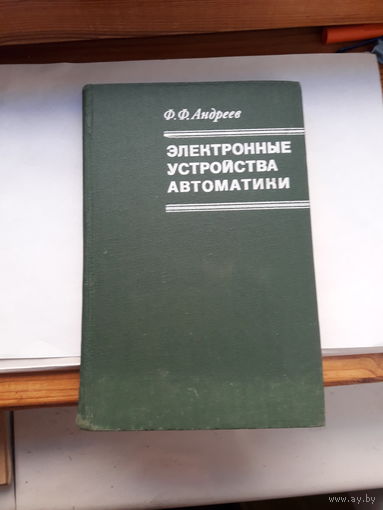 Ф. Ф. Андреев
ЭЛЕКТРОННЫЕ
УСТРОЙСТВА
АВТОМАТИКИ
www.ay.by